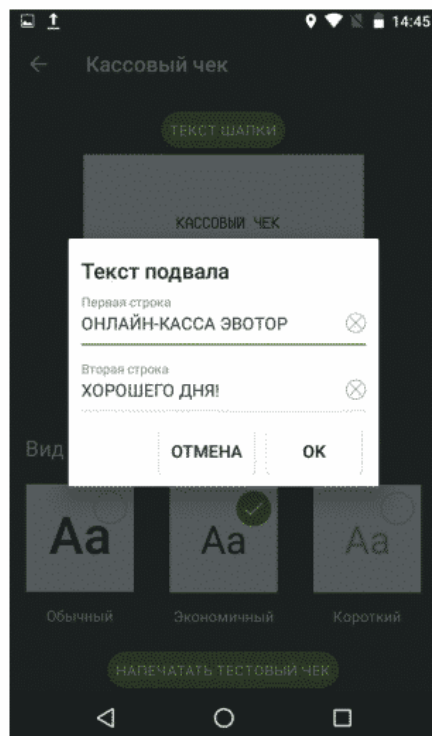 14:45
Кассовый чек
ТЕКСТ ШАПКИ
КАССОВЫЙ ЧЕК
Текст подвала
Первая строка
ОНЛАЙН-КАССА ЭВОТОР
Вторая строка
ХОРОШЕГО ДНЯ!
ОТМЕНА ОК
Вид
Аа Аа Аа
Обычный Экономичный Короткий
НАПЕЧАТАТЬ ТЕСТОВЫЙ ЧЕК